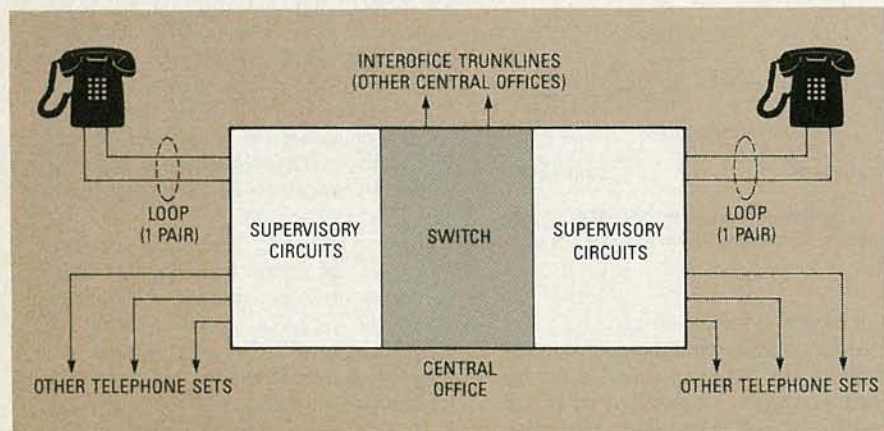 INTEROFICE TRUNKLINES
(OTHER CENTRAL OFFICES)
LOOP
(1 PAIR)
SUPERVISORY
CIRCUITS
SWITCH
SUPERVISORY
CIRCUITS
LOOP
(1 PAIR)
OTHER TELEPHONE SETS
CENTRAL
OFFICE
OTHER TELEPHONE SETS